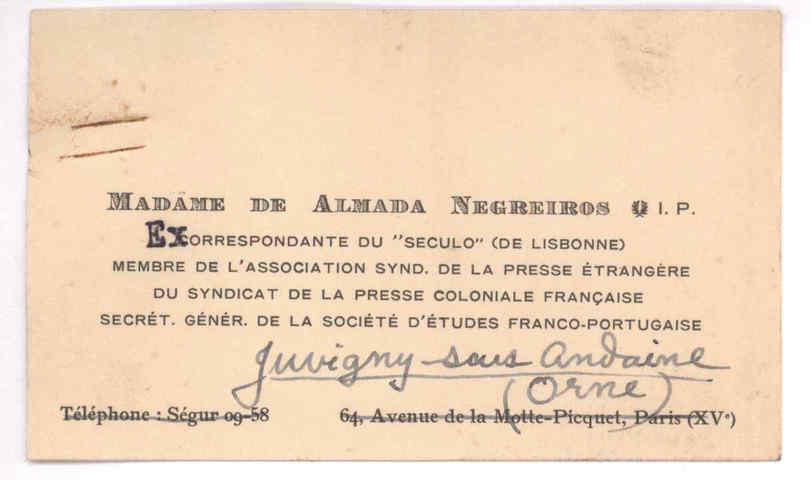 MADAME DE ALMADA NEGREIROS I. P.
EXCORRESPONDANTE DU "SECULO" (DE LISBONNE)
MEMBRE DE L'ASSOCIATION SYND. DE LA PRESSE ÉTRANGÈRE
DU SYNDICAT DE LA PRESSE COLONIALE FRANÇAISE
SECRÉT. GÉNÉR. DE LA SOCIÉTÉ D'ÉTUDES FRANCO-PORTUGAISE
Juvigny-sous Andaine
(Orne)
Téléphone : Ségur 09-58 64, Avenue de la Motte-Picquet, Paris (XVe)